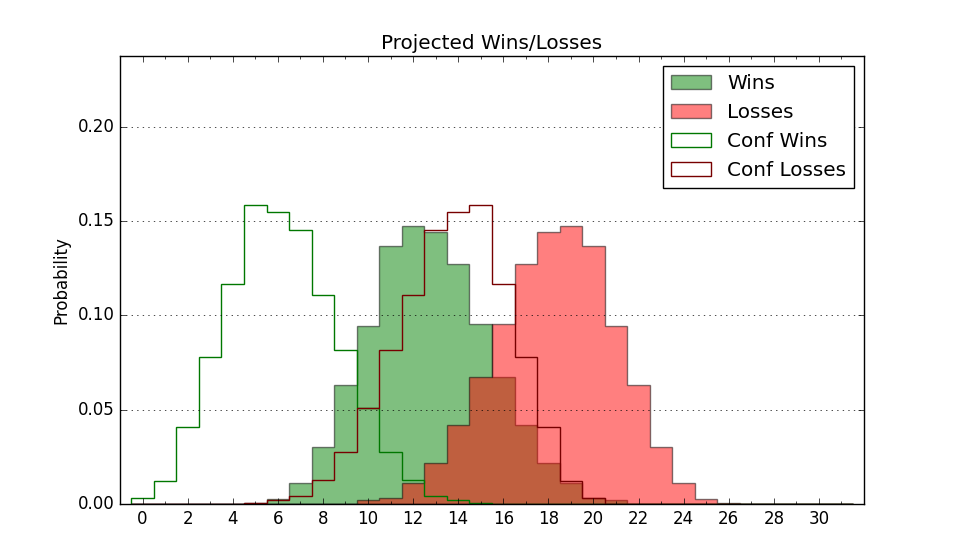 Projected Wins/Losses
Wins
Losses
Conf Wins
Conf Losses
Probability
0.20
0.15
0.10
0.05
0.00
0 2 4 6 8 10 12 14 16 18 20 22 24 26 28 30